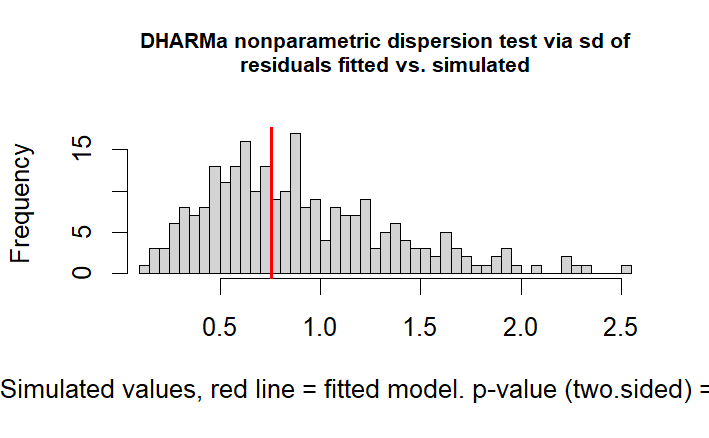 DHARMa nonparametric dispersion test via sd of
residuals fitted vs. simulated
Frequency
15
5
0
0.5 1.0 1.5 2.0 2.5
Simulated values, red line = fitted model. p-value (two.sided) =